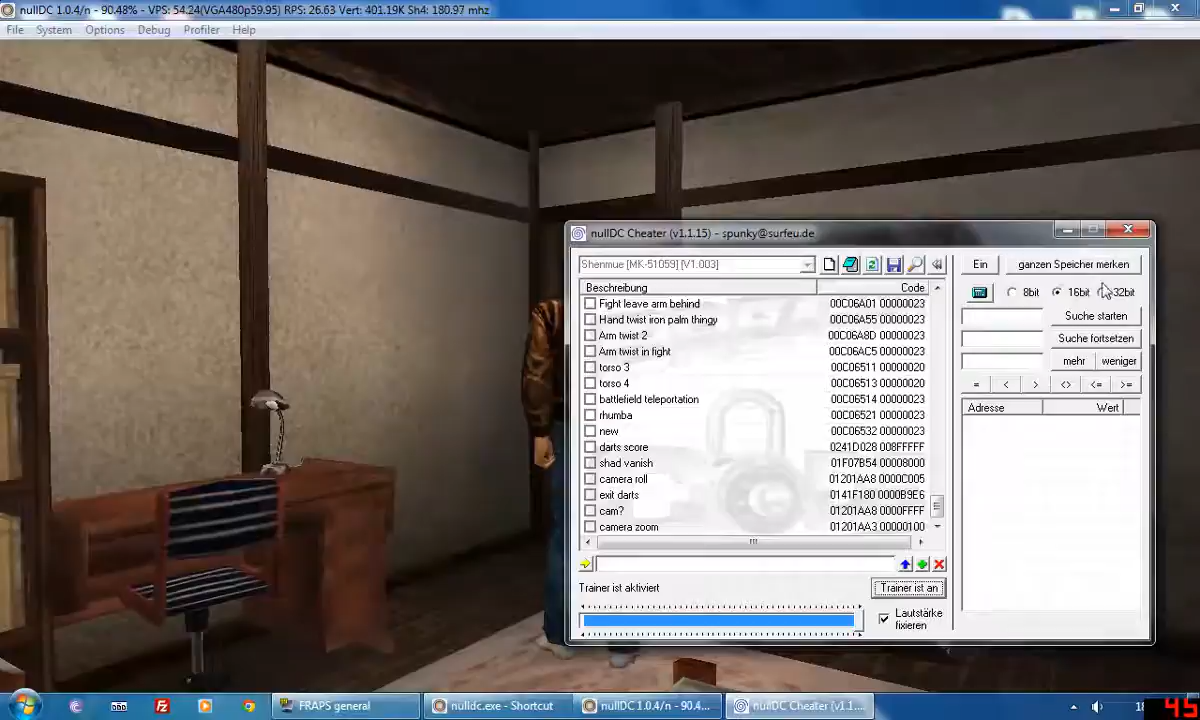 nullDC 1.0.4/n - 90.48% - VPS: 54.24(VGA480p59.95) RPS: 26.63 Vert: 401.19K Sh4: 180.97 mhz
File System Options Debug Profiler Help
nullDC Cheater (v1.1.15) - spunky@surfeu.de
Shenmue [MK-51059] [V1.003]
Ein ganzen Speicher merken
Beschreibung Code
8bit 16bit 32bit
Fight leave arm behind 00C06A01 00000023
Hand twist iron palm thingy 00C06A55 00000023
Suche starten
Arm twist 2 00C06A8D 00000023
Suche fortsetzen
Arm twist in fight 00C06AC5 00000023
mehr weniger
torso 3 00C06511 00000020
torso 4 00C06513 00000020
= < > <> <= >=
battlefield teleportation 00C06514 00000023
Adresse Wert
rhumba 00C06521 00000023
new 00C06532 00000023
darts score 0241D028 008FFFFF
shad vanish 01F07B54 00008000
camera roll 01201AA8 0000C005
exit darts 0141F180 0000B9E6
cam? 01201AA8 0000FFFF
camera zoom 01201AA3 00000100
Trainer ist aktiviert
Trainer ist an
Lautstärke
fixieren
FRAPS general
nulldc.exe - Shortcut
nullDC 1.0.4/n - 90.4...
nullDC Cheater (v1.1....
18
45